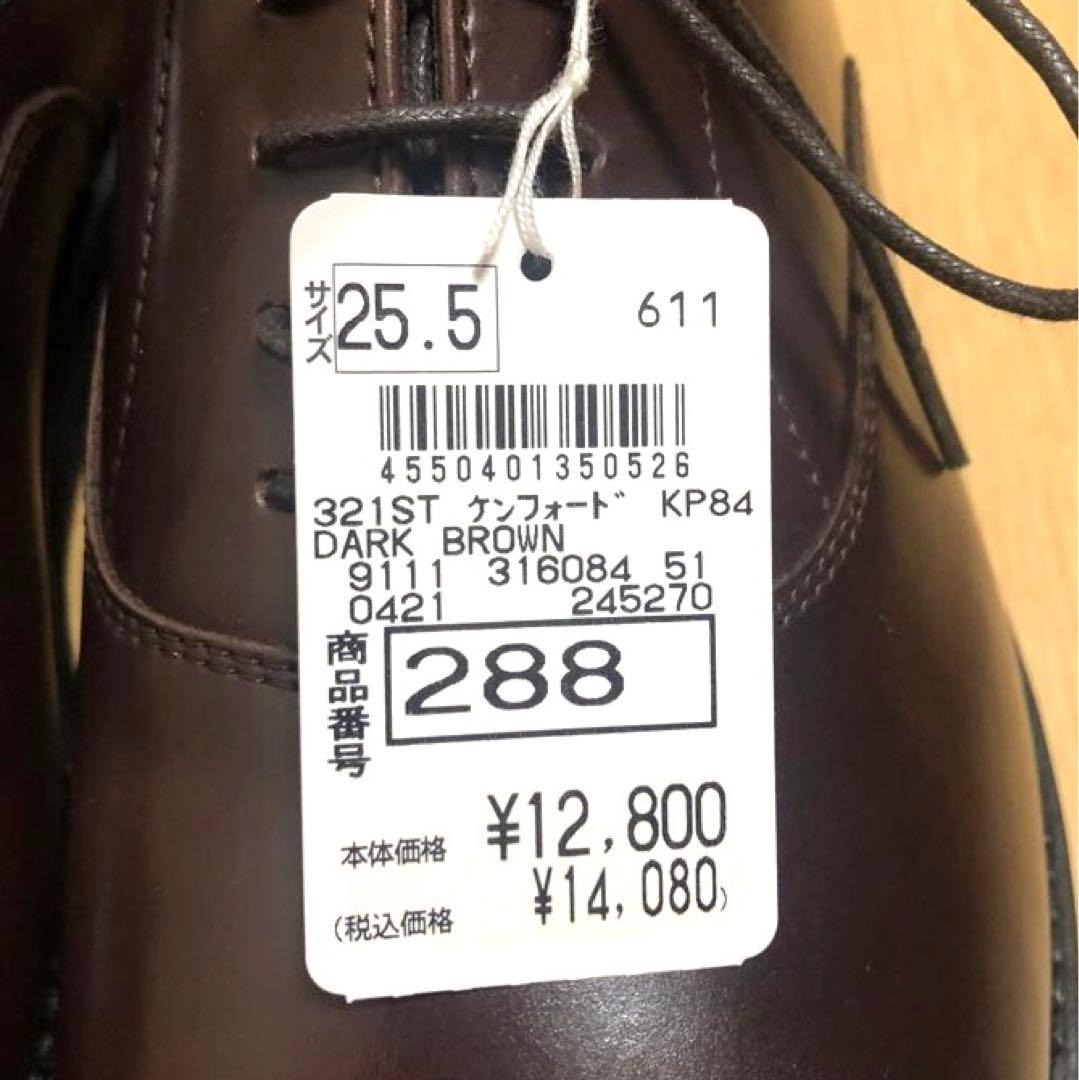 サイズ 25.5 611
4550401350526
321ST ケンフォード KP84
DARK BROWN
9111 316084 51
0421 245270
商品番号 288
本体価格 ¥12,800
(税込価格 ¥14,080)